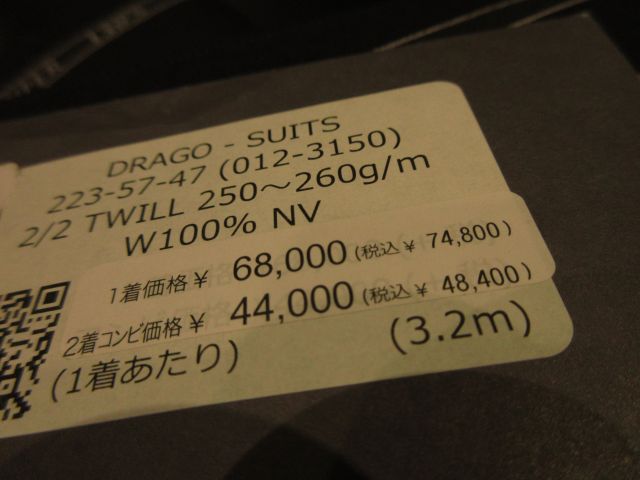 DRAGO - SUITS
223-57-47 (012-3150)
2/2 TWILL 250～260g/m
W100% NV
1着価格￥ 68,000 (税込￥ 74,800)
2着コンビ価格￥ 44,000 (税込￥ 48,400)
(1着あたり) (3.2m)